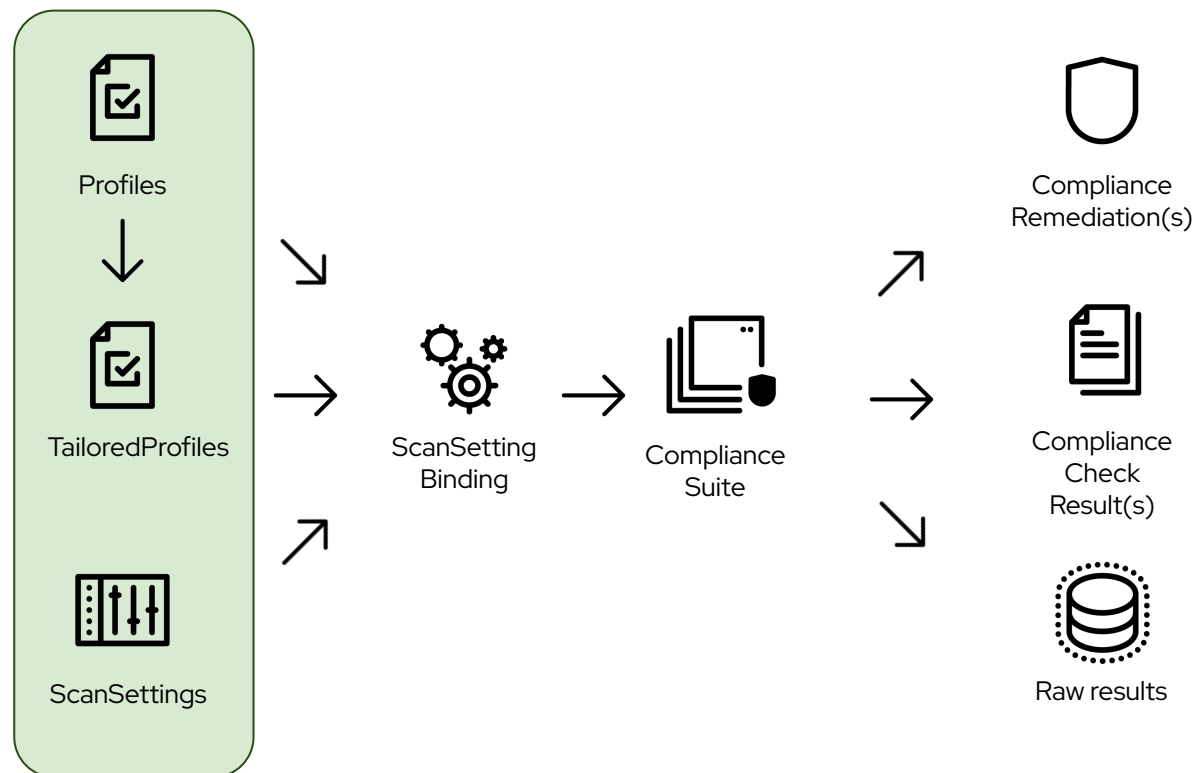 Profiles
TailoredProfiles
ScanSettings
ScanSetting
Binding
Compliance
Suite
Compliance
Remediation(s)
Compliance
Check
Result(s)
Raw results